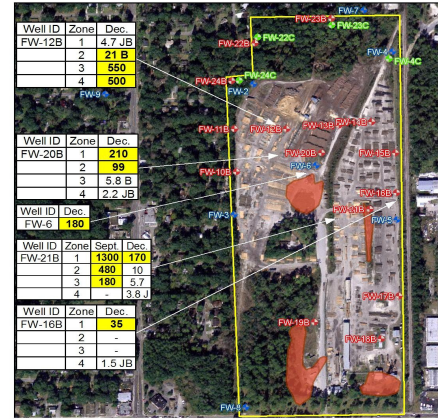 Well ID Zone Dec.
FW-12B 1 4.7 JB
2 21 B
3 550
4 500
Well ID Zone Dec.
FW-20B 1 210
2 99
3 5.8 B
4 2.2 JB
Well ID Dec.
FW-6 180
Well ID Zone Sept. Dec.
FW-21B 1 1300 170
2 480 10
3 180 5.7
4 - 3.8 J
Well ID Zone Dec.
FW-16B 1 35
2 -
3 -
4 1.5 JB
FW-7
FW-23B
FW-23C
FW-22C
FW-22B
FW-4
FW-4C
FW-24B
FW-24C
FW-2
FW-9
FW-11B
FW-12B
FW-13B
FW-14B
FW-20B
FW-15B
FW-10B
FW-6
FW-16B
FW-3
FW-21B
FW-5
FW-17B
FW-19B
FW-18B
FW-8